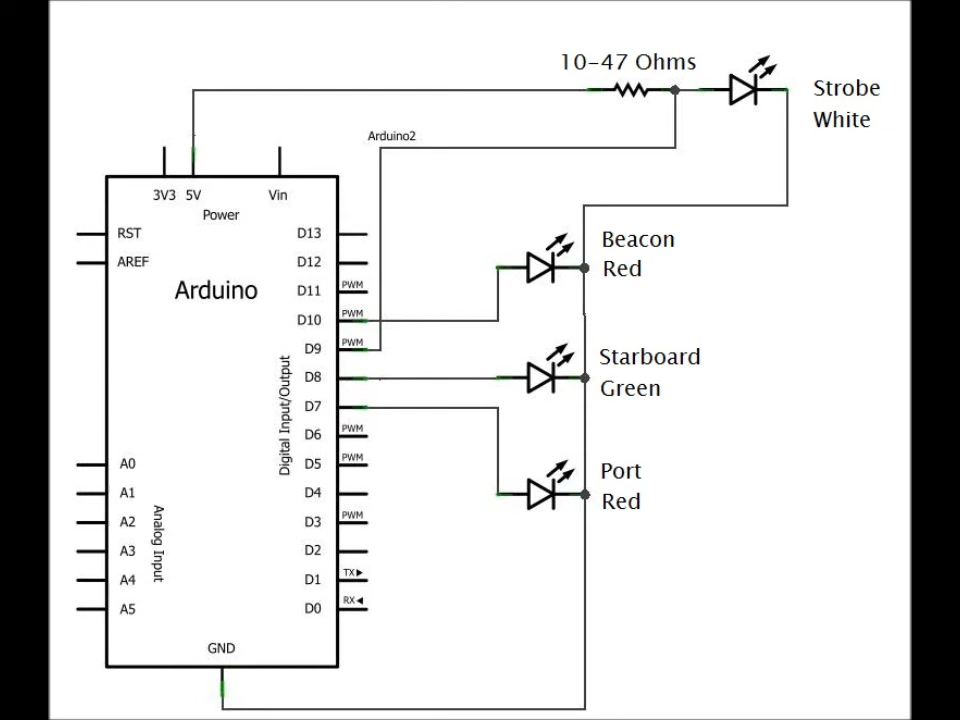 10-47 Ohms
Strobe
White
Arduino2
3V3 5V Vin
Power
RST D13
AREF D12
Arduino
D11 PWM
D10 PWM
D9 PWM
D8
D7
D6 PWM
D5 PWM
D4
D3 PWM
D2
D1 TX▶
D0 RX◀
Digital Input/Output
A0
A1
A2
A3
A4
A5
Analog Input
GND
Beacon
Red
Starboard
Green
Port
Red